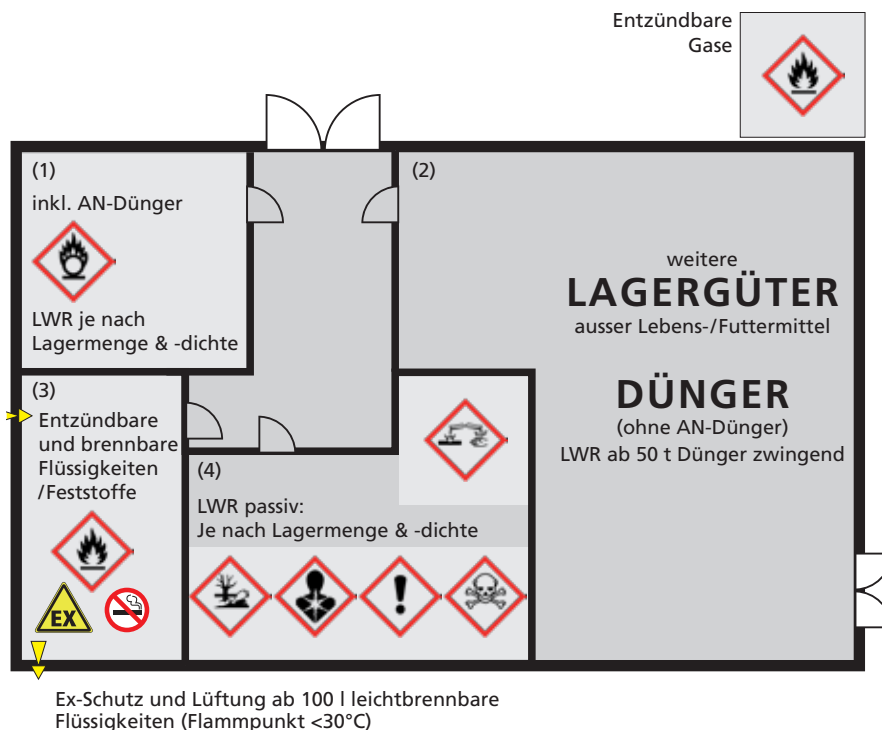 Entzündbare
Gase
(1)
inkl. AN-Dünger
LWR je nach
Lagermenge & -dichte
(2)
weitere
LAGERGÜTER
ausser Lebens-/Futtermittel
DÜNGER
(ohne AN-Dünger)
LWR ab 50 t Dünger zwingend
(3)
Entzündbare
und brennbare
Flüssigkeiten
/Feststoffe
EX
(4)
LWR passiv:
Je nach Lagermenge & -dichte
Ex-Schutz und Lüftung ab 100 l leichtbrennbare
Flüssigkeiten (Flammpunkt <30°C)